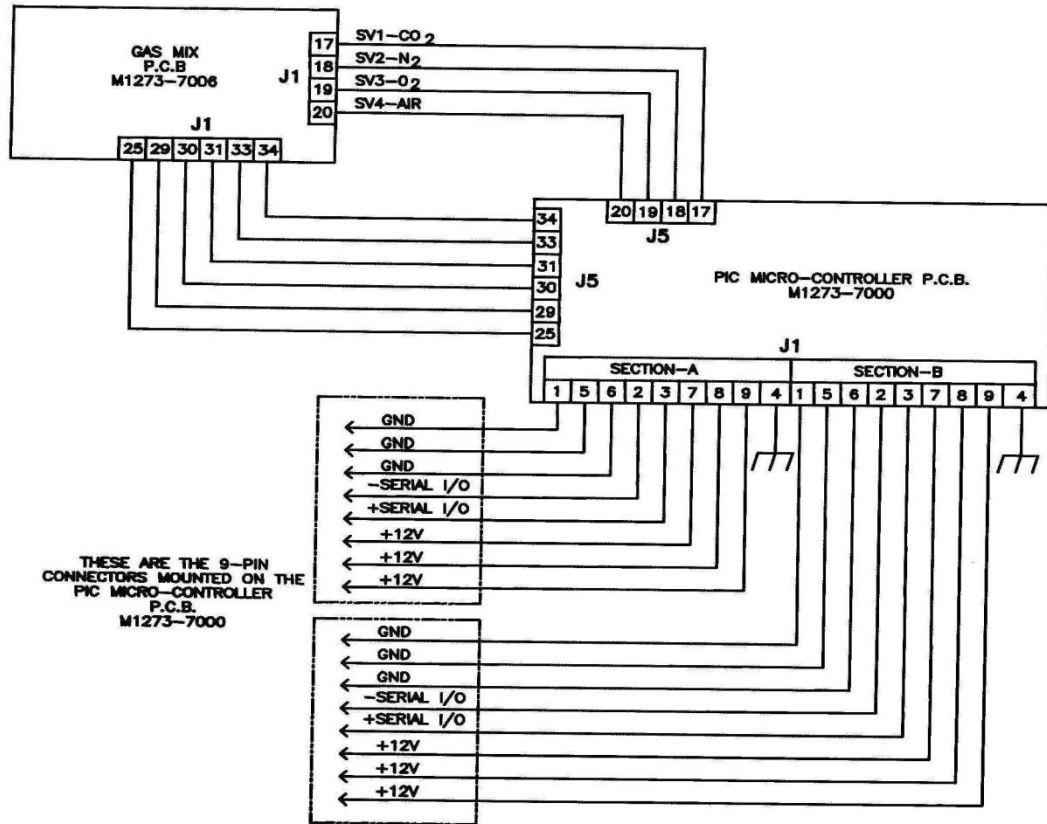 GAS MIX
P.C.B
M1273-7006
J1
17
18
19
20
SV1-CO2
SV2-N2
SV3-O2
SV4-AIR
J1
25 29 30 31 33 34
20 19 18 17
J5
34
33
31
30
29
25
J5
PIC MICRO-CONTROLLER P.C.B.
M1273-7000
J1
SECTION-A SECTION-B
1 5 6 2 3 7 8 9 4 1 5 6 2 3 7 8 9 4
GND
GND
GND
-SERIAL I/O
+SERIAL I/O
+12V
+12V
+12V
THESE ARE THE 9-PIN
CONNECTORS MOUNTED ON THE
PIC MICRO-CONTROLLER
P.C.B.
M1273-7000
GND
GND
GND
-SERIAL I/O
+SERIAL I/O
+12V
+12V
+12V